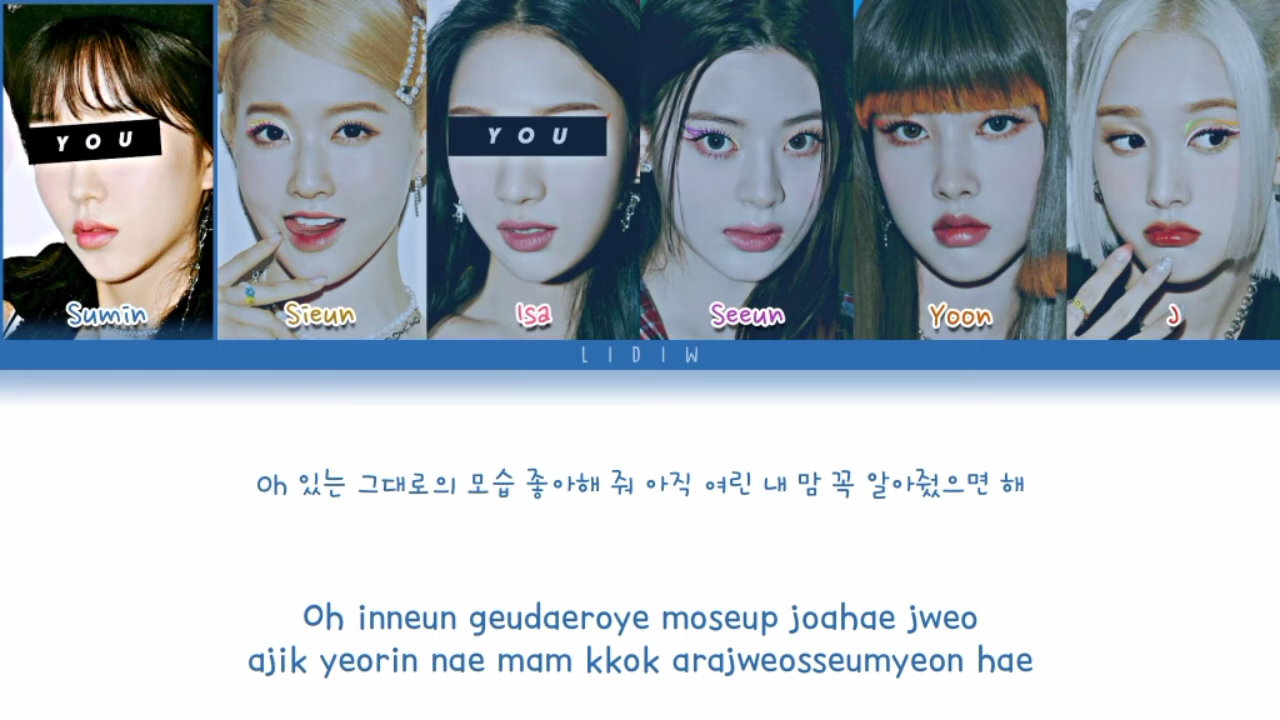 YOU
YOU
Sumin
Sieun
Isa
Seeun
Yoon
J
LIDIW
Oh 있는 그대로의 모습 좋아해 줘 아직 여린 내 맘 꼭 알아줬으면 해
Oh inneun geudaeroye moseup joahae jweo
ajik yeorin nae mam kkok arajweosseumyeon hae